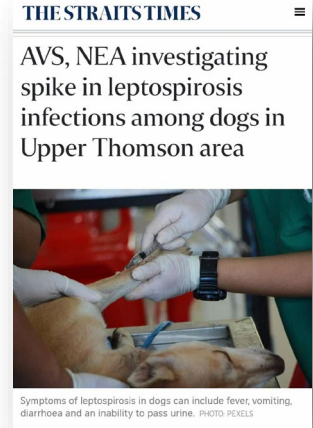 THE STRAITS TIMES
AVS, NEA investigating
spike in leptospirosis
infections among dogs in
Upper Thomson area
Symptoms of leptospirosis in dogs can include fever, vomiting,
diarrhoea and an inability to pass urine. PHOTO: PEXELS